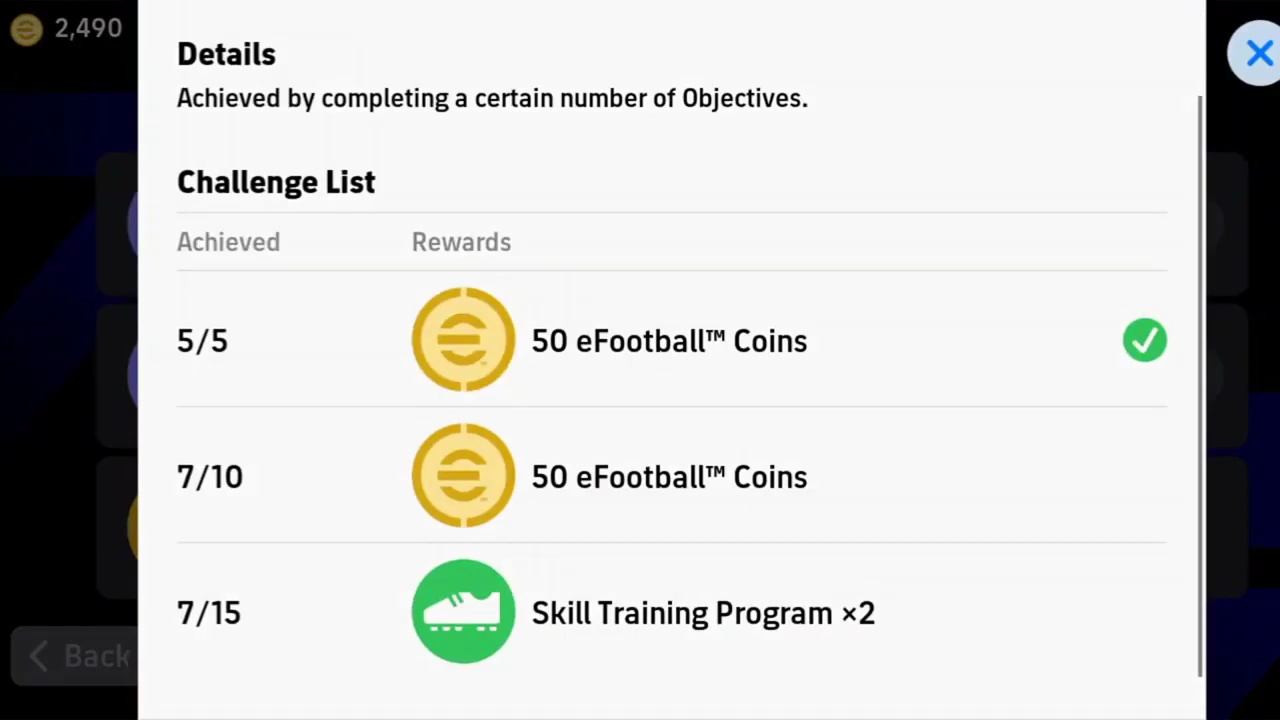 2,490
Details
Achieved by completing a certain number of Objectives.
Challenge List
Achieved Rewards
5/5 50 eFootball™ Coins
7/10 50 eFootball™ Coins
7/15 Skill Training Program ×2
Back